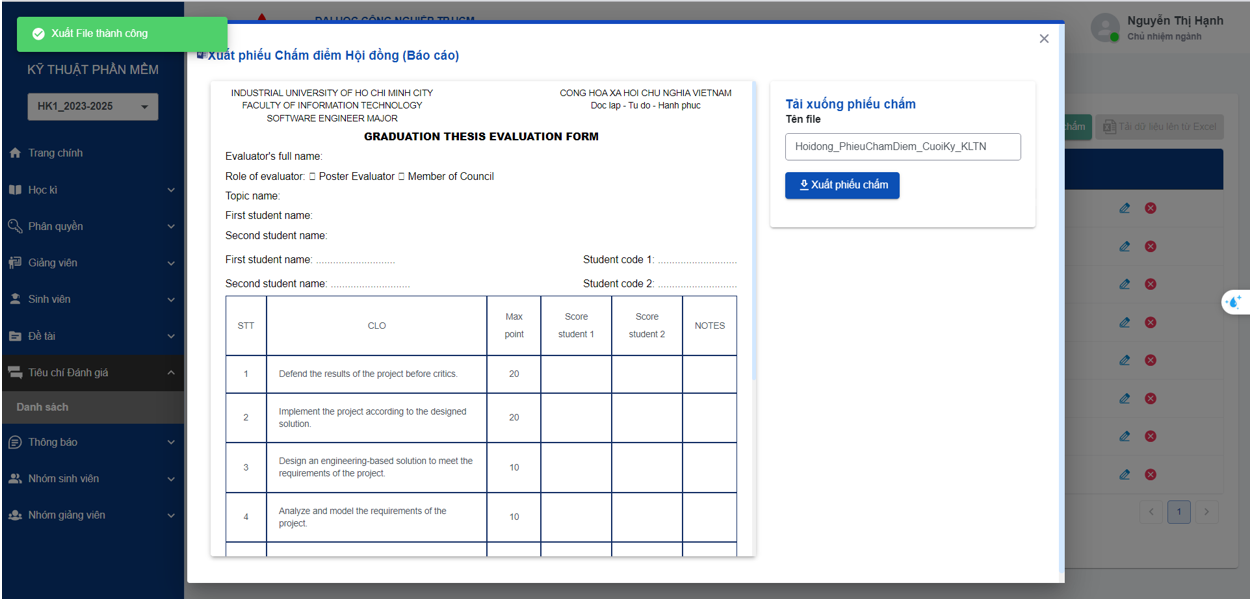 Xuất File thành công
KỸ THUẬT PHẦN MỀM
HK1_2023-2025
Trang chính
Học kì
Phân quyền
Giảng viên
Sinh viên
Đề tài
Tiêu chí Đánh giá
Danh sách
Thông báo
Nhóm sinh viên
Nhóm giảng viên
ĐẠI HỌC CÔNG NGHIỆP TP.HCM
Nguyễn Thị Hạnh
Chủ nhiệm ngành
Xuất phiếu Chấm điểm Hội đồng (Báo cáo)
INDUSTRIAL UNIVERSITY OF HO CHI MINH CITY
FACULTY OF INFORMATION TECHNOLOGY
SOFTWARE ENGINEER MAJOR
CONG HOA XA HOI CHU NGHIA VIETNAM
Doc lap - Tu do - Hanh phuc
GRADUATION THESIS EVALUATION FORM
Evaluator's full name:
Role of evaluator: ☐ Poster Evaluator ☐ Member of Council
Topic name:
First student name:
Second student name:
First student name: ............................ Student code 1: ............................
Second student name: ............................ Student code 2: ............................
STT CLO Max point Score student 1 Score student 2 NOTES
1 Defend the results of the project before critics. 20
2 Implement the project according to the designed solution. 20
3 Design an engineering-based solution to meet the requirements of the project. 10
4 Analyze and model the requirements of the project. 10
Tải xuống phiếu chấm
Tên file
Hoidong_PhieuChamDiem_CuoiKy_KLTN
Xuất phiếu chấm
chấm
Tải dữ liệu lên từ Excel
1